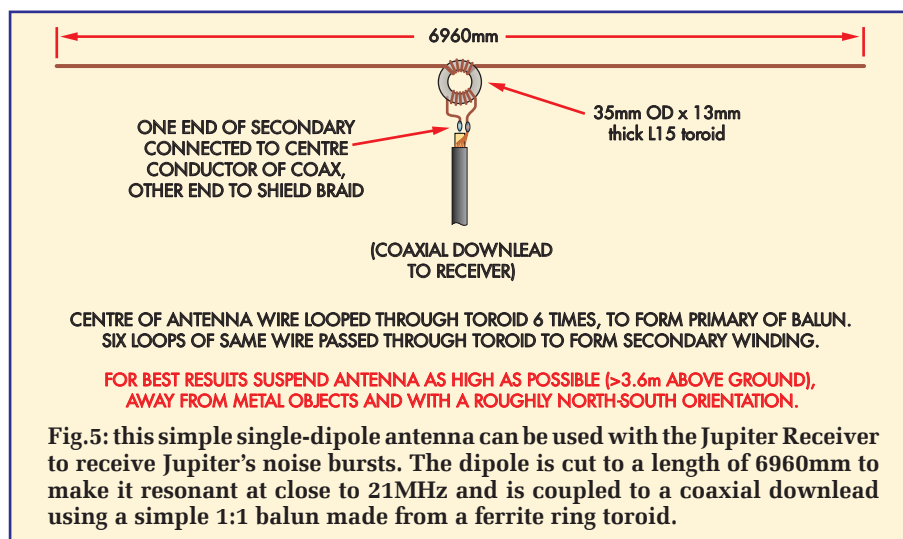 6960mm
35mm OD x 13mm
thick L15 toroid
ONE END OF SECONDARY
CONNECTED TO CENTRE
CONDUCTOR OF COAX,
OTHER END TO SHIELD BRAID
(COAXIAL DOWNLEAD
TO RECEIVER)
CENTRE OF ANTENNA WIRE LOOPED THROUGH TOROID 6 TIMES, TO FORM PRIMARY OF BALUN.
SIX LOOPS OF SAME WIRE PASSED THROUGH TOROID TO FORM SECONDARY WINDING.
FOR BEST RESULTS SUSPEND ANTENNA AS HIGH AS POSSIBLE (>3.6m ABOVE GROUND),
AWAY FROM METAL OBJECTS AND WITH A ROUGHLY NORTH-SOUTH ORIENTATION.
Fig.5: this simple single-dipole antenna can be used with the Jupiter Receiver
to receive Jupiter's noise bursts. The dipole is cut to a length of 6960mm to
make it resonant at close to 21MHz and is coupled to a coaxial downlead
using a simple 1:1 balun made from a ferrite ring toroid.